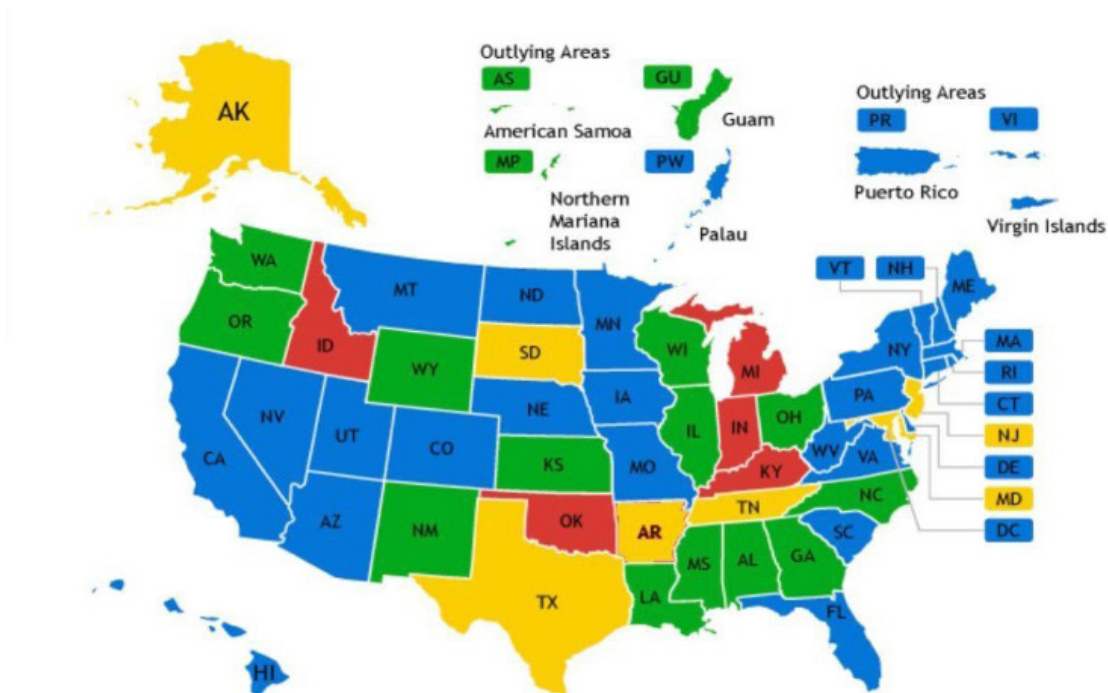 Outlying Areas
AS
GU
American Samoa
Guam
MP
PW
Northern
Mariana
Islands
Palau
Outlying Areas
PR
VI
Puerto Rico
Virgin Islands
AK
WA
MT
ND
MN
VT
NH
ME
OR
ID
WY
SD
WI
MI
NY
MA
RI
CT
NJ
DE
MD
DC
CA
NV
UT
CO
NE
IA
IL
IN
OH
PA
KS
MO
KY
WV
VA
AZ
NM
OK
AR
TN
NC
SC
TX
LA
MS
AL
GA
FL
HI